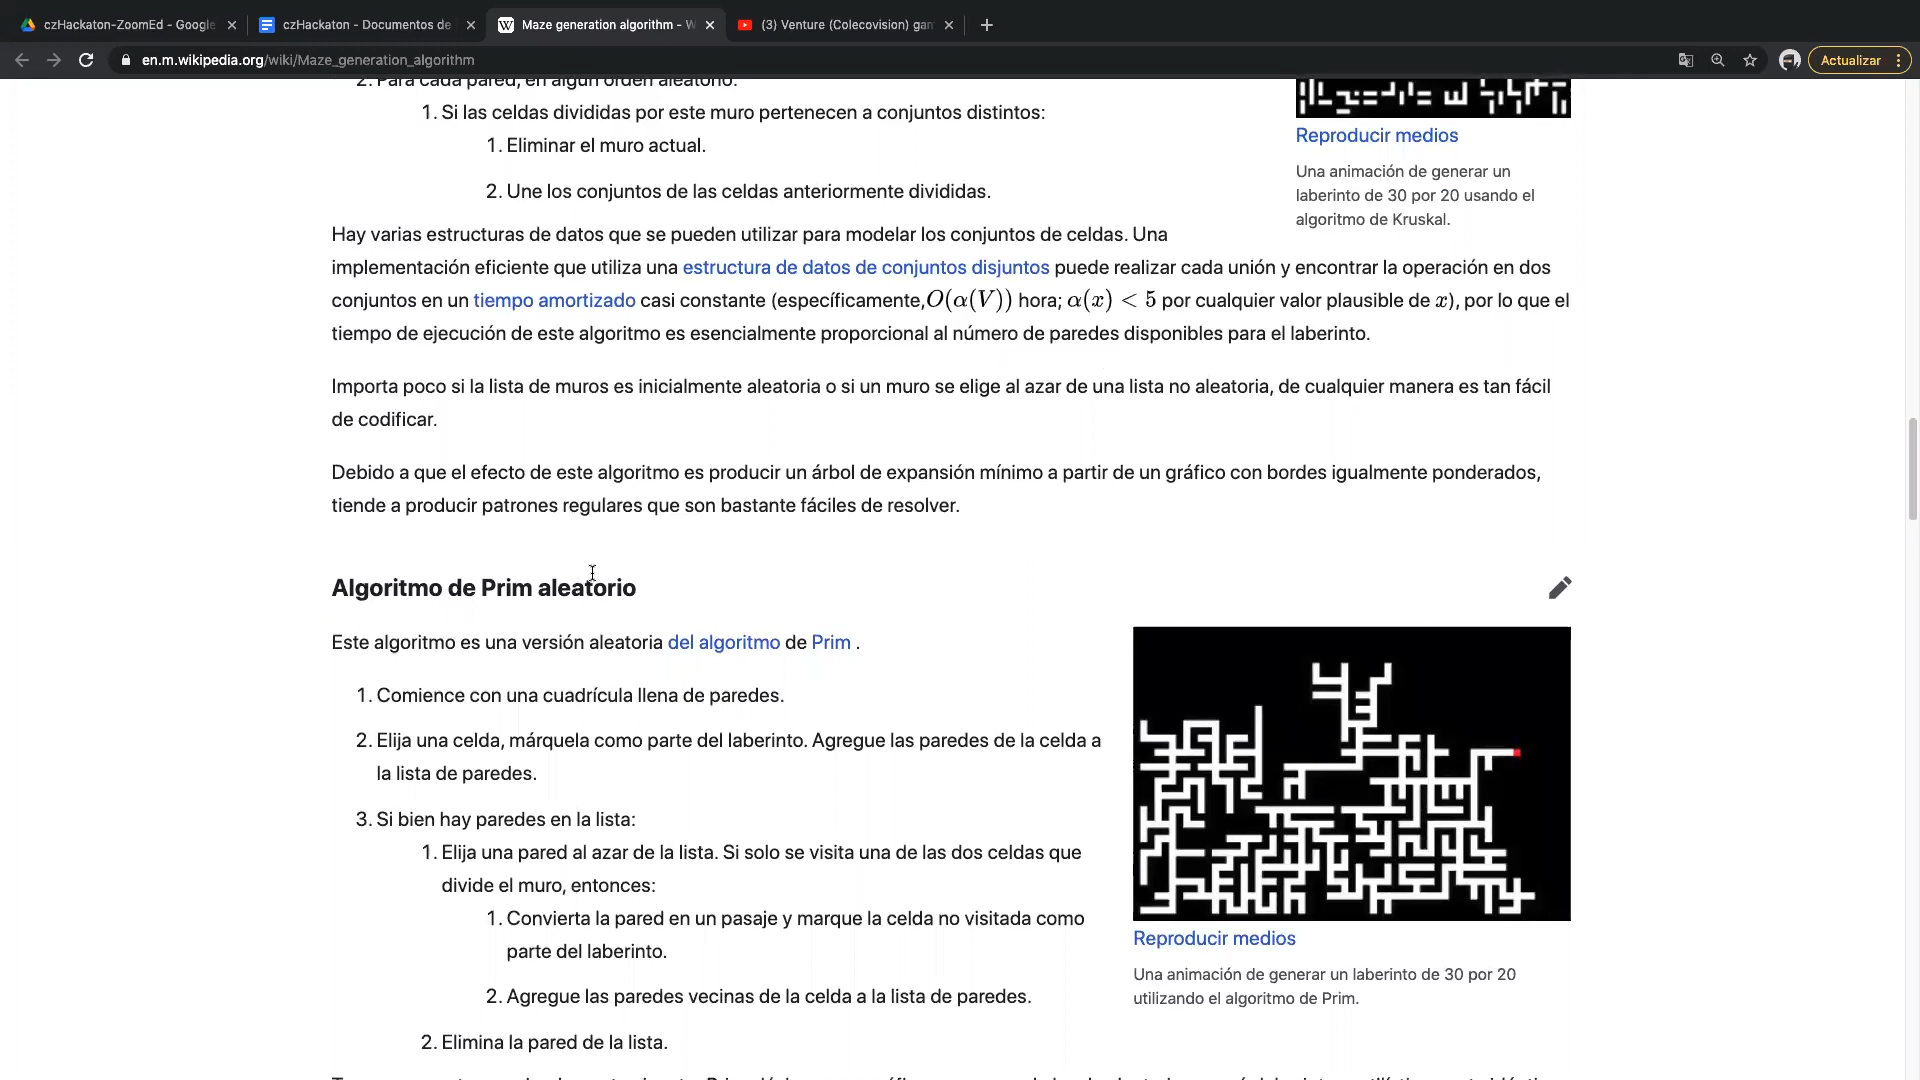 czHackaton-ZoomEd - Google
czHackaton - Documentos de
Maze generation algorithm - W
(3) Venture (Colecovision) gam
en.m.wikipedia.org/wiki/Maze_generation_algorithm
Actualizar
2. Para cada pared, en algún orden aleatorio:
1. Si las celdas divididas por este muro pertenecen a conjuntos distintos:
1. Eliminar el muro actual.
2. Une los conjuntos de las celdas anteriormente divididas.
Reproducir medios
Una animación de generar un
laberinto de 30 por 20 usando el
algoritmo de Kruskal.
Hay varias estructuras de datos que se pueden utilizar para modelar los conjuntos de celdas. Una
implementación eficiente que utiliza una estructura de datos de conjuntos disjuntos puede realizar cada unión y encontrar la operación en dos
conjuntos en un tiempo amortizado casi constante (específicamente,O(α(V)) hora; α(x) < 5 por cualquier valor plausible de x), por lo que el
tiempo de ejecución de este algoritmo es esencialmente proporcional al número de paredes disponibles para el laberinto.
Importa poco si la lista de muros es inicialmente aleatoria o si un muro se elige al azar de una lista no aleatoria, de cualquier manera es tan fácil
de codificar.
Debido a que el efecto de este algoritmo es producir un árbol de expansión mínimo a partir de un gráfico con bordes igualmente ponderados,
tiende a producir patrones regulares que son bastante fáciles de resolver.
Algoritmo de Prim aleatorio
Este algoritmo es una versión aleatoria del algoritmo de Prim .
1. Comience con una cuadrícula llena de paredes.
2. Elija una celda, márquela como parte del laberinto. Agregue las paredes de la celda a
la lista de paredes.
3. Si bien hay paredes en la lista:
1. Elija una pared al azar de la lista. Si solo se visita una de las dos celdas que
divide el muro, entonces:
1. Convierta la pared en un pasaje y marque la celda no visitada como
parte del laberinto.
2. Agregue las paredes vecinas de la celda a la lista de paredes.
2. Elimina la pared de la lista.
Reproducir medios
Una animación de generar un laberinto de 30 por 20
utilizando el algoritmo de Prim.